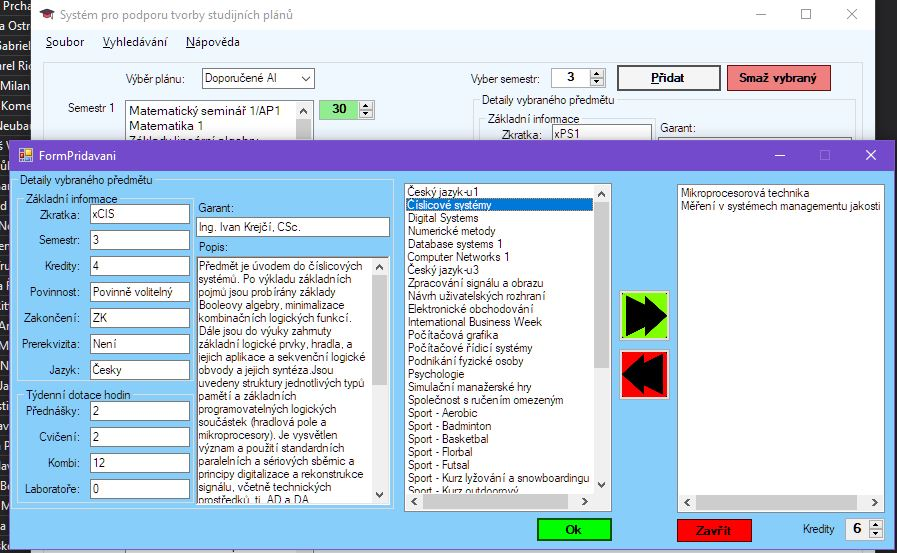 Systém pro podporu tvorby studijních plánů
Soubor Vyhledávání Nápověda
Výběr plánu: Doporučené AI
Vyber semestr: 3 Přidat Smaž vybraný
Semestr 1
Matematický seminář 1/AP1
Matematika 1
30
Detaily vybraného předmětu
Základní infomace
Zkratka: xPS1
Garant:
FormPridavani
Detaily vybraného předmětu
Základní informace
Zkratka: xCIS
Semestr: 3
Kredity: 4
Povinnost: Povinně volitelný
Zakončení: ZK
Prerekvizita: Není
Jazyk: Česky
Týdenní dotace hodin
Přednášky: 2
Cvičení: 2
Kombi: 12
Laboratoře: 0
Garant:
Ing. Ivan Krejčí, CSc.
Popis:
Předmět je úvodem do číslicových
systémů. Po výkladu základních
pojmů jsou probírány základy
Booleovy algebry, minimalizace
kombinačních logických funkcí.
Dále jsou do výuky zahrnuty
základní logické prvky, hradla, a
jejich aplikace a sekvenční logické
obvody a jejich syntéza.Jsou
uvedeny struktury jednotlivých typů
pamětí a základních
programovatelných logických
součástek (hradlová pole a
mikroprocesory). Je vysvětlen
význam a použití standardních
paralelních a sériových sběrnic a
principy digitalizace a rekonstrukce
signálu, včetně technických
prostředků, tj. AD a DA
Český jazyk-u1
Číslicové systémy
Digital Systems
Numerické metody
Database systems 1
Computer Networks 1
Český jazyk-u3
Zpracování signálu a obrazu
Návrh uživatelských rozhraní
Elektronické obchodování
International Business Week
Počítačová grafika
Počítačové řídicí systémy
Podnikání fyzické osoby
Psychologie
Simulační manažerské hry
Společnost s ručením omezeným
Sport - Aerobic
Sport - Badminton
Sport - Basketbal
Sport - Florbal
Sport - Futsal
Sport - Kurz lyžování a snowboardingu
Sport - Kurz outdoorový
Ok
Mikroprocesorová technika
Měření v systémech managementu jakosti
Zavřít
Kredity 6